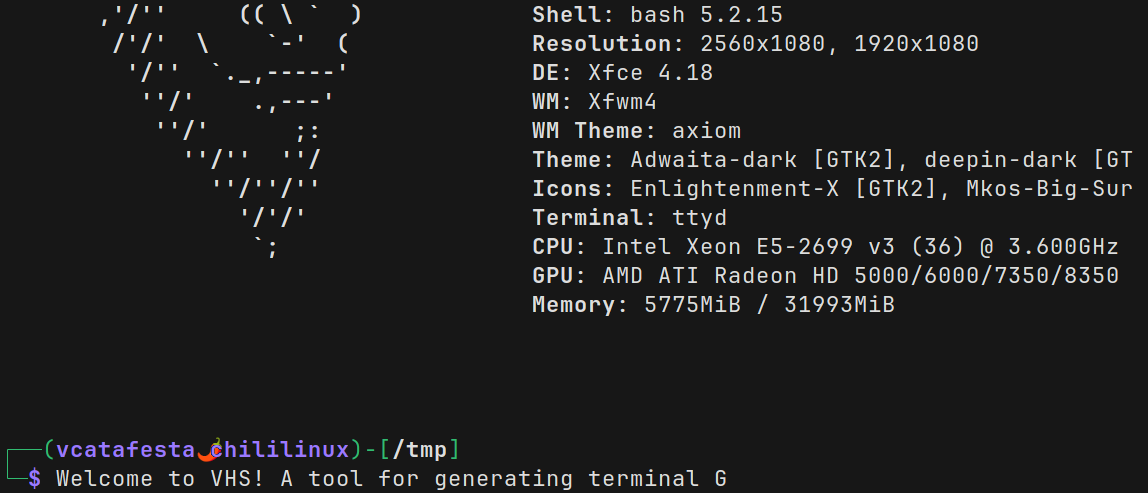 Shell: bash 5.2.15
Resolution: 2560x1080, 1920x1080
DE: Xfce 4.18
WM: Xfwm4
WM Theme: axiom
Theme: Adwaita-dark [GTK2], deepin-dark [GT
Icons: Enlightenment-X [GTK2], Mkos-Big-Sur
Terminal: ttyd
CPU: Intel Xeon E5-2699 v3 (36) @ 3.600GHz
GPU: AMD ATI Radeon HD 5000/6000/7350/8350
Memory: 5775MiB / 31993MiB
(vcatafesta🌶chililinux)-[/tmp]
$ Welcome to VHS! A tool for generating terminal G